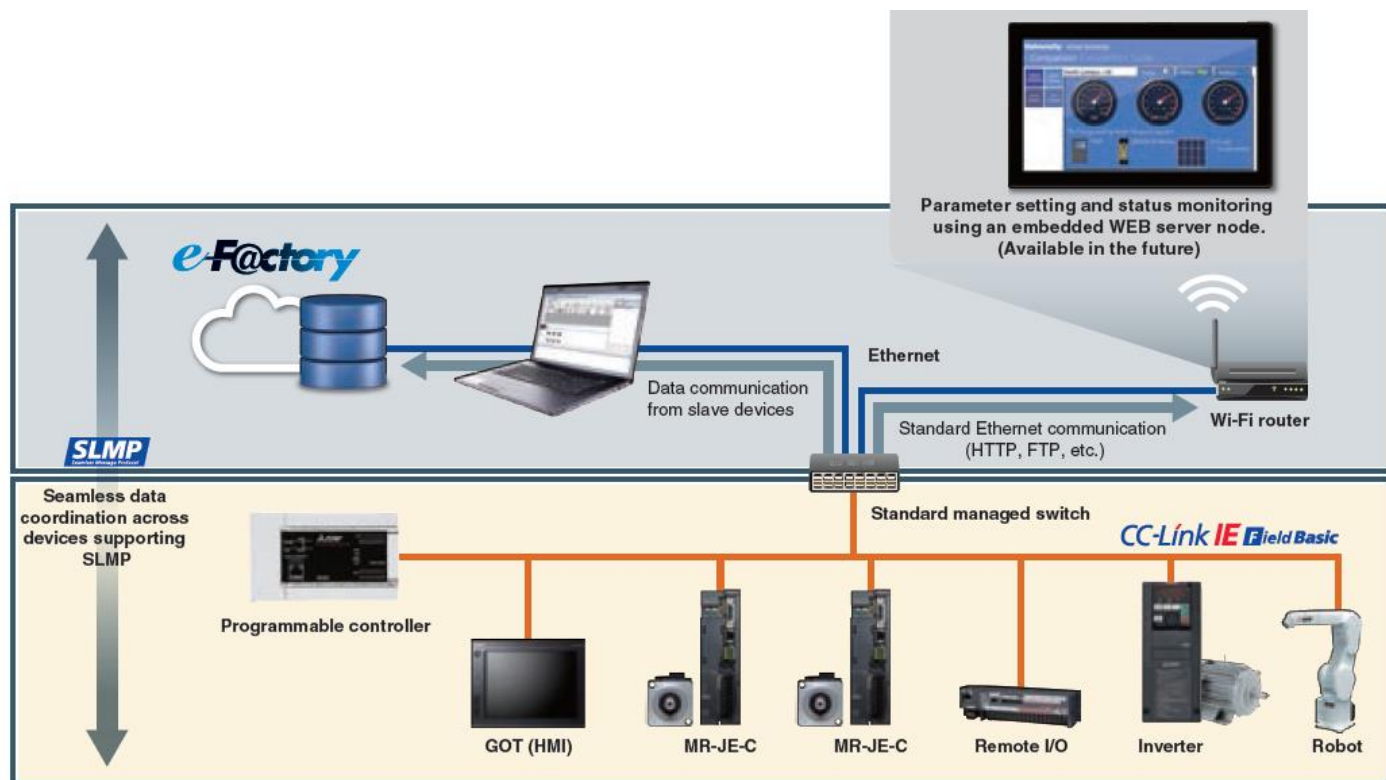 Parameter setting and status monitoring
using an embedded WEB server node.
(Available in the future)
e-F@ctory
Ethernet
Data communication
from slave devices
Standard Ethernet communication
(HTTP, FTP, etc.)
Wi-Fi router
SLMP
Seamless Message Protocol
Seamless data
coordination across
devices supporting
SLMP
Standard managed switch
CC-Link IE Field Basic
Programmable controller
GOT (HMI)
MR-JE-C
MR-JE-C
Remote I/O
Inverter
Robot